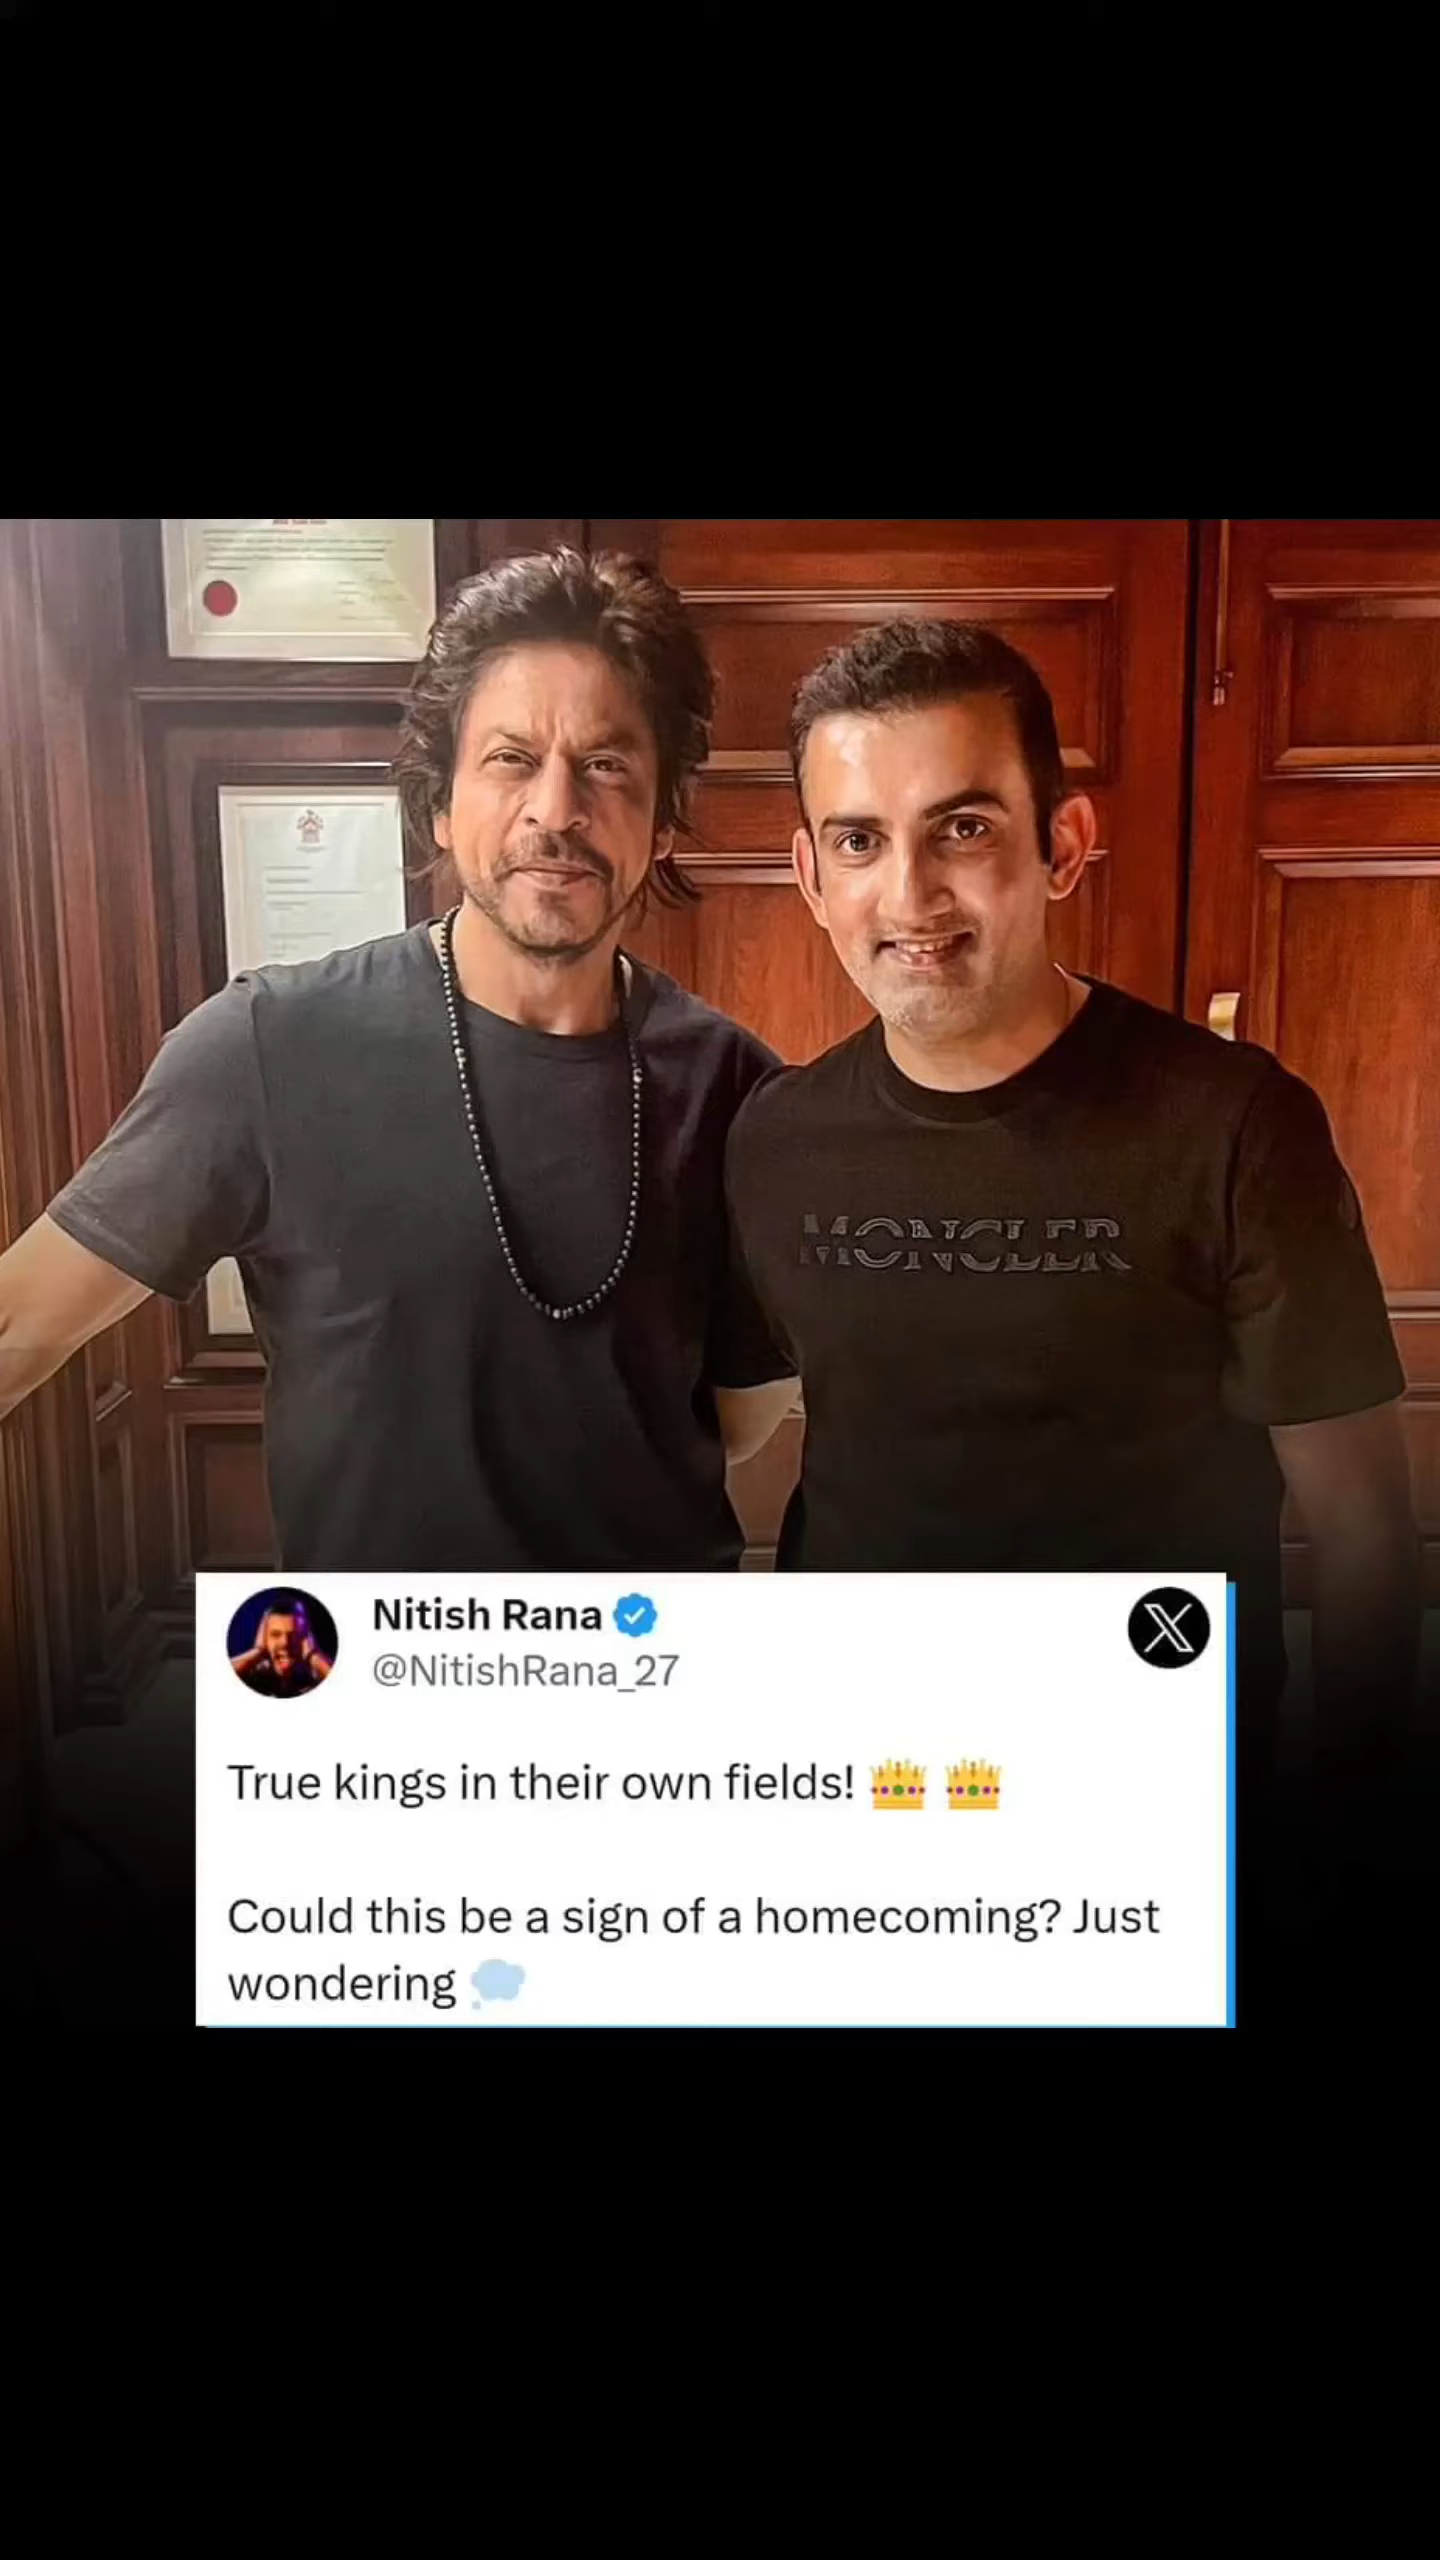 MONCLER
Nitish Rana
@NitishRana_27
True kings in their own fields! 👑 👑
Could this be a sign of a homecoming? Just
wondering 💭